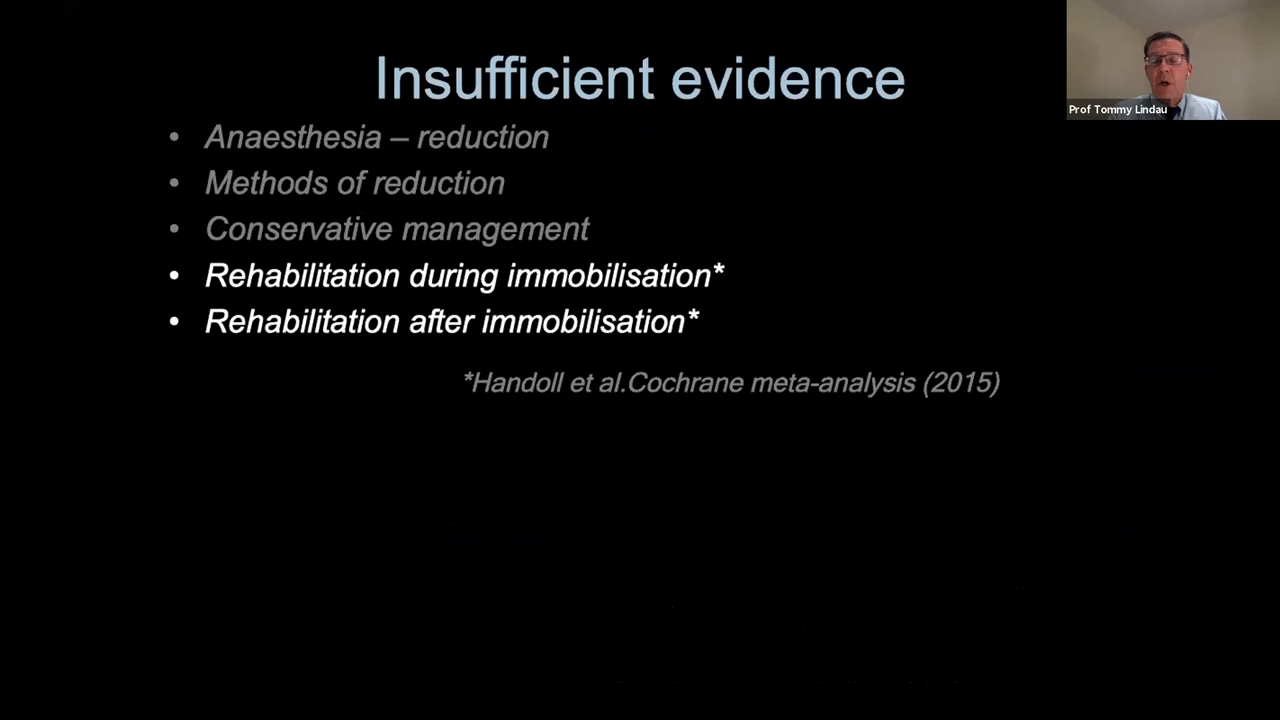 Insufficient evidence
• Anaesthesia – reduction
• Methods of reduction
• Conservative management
• Rehabilitation during immobilisation*
• Rehabilitation after immobilisation*
*Handoll et al.Cochrane meta-analysis (2015)
Prof Tommy Lindau